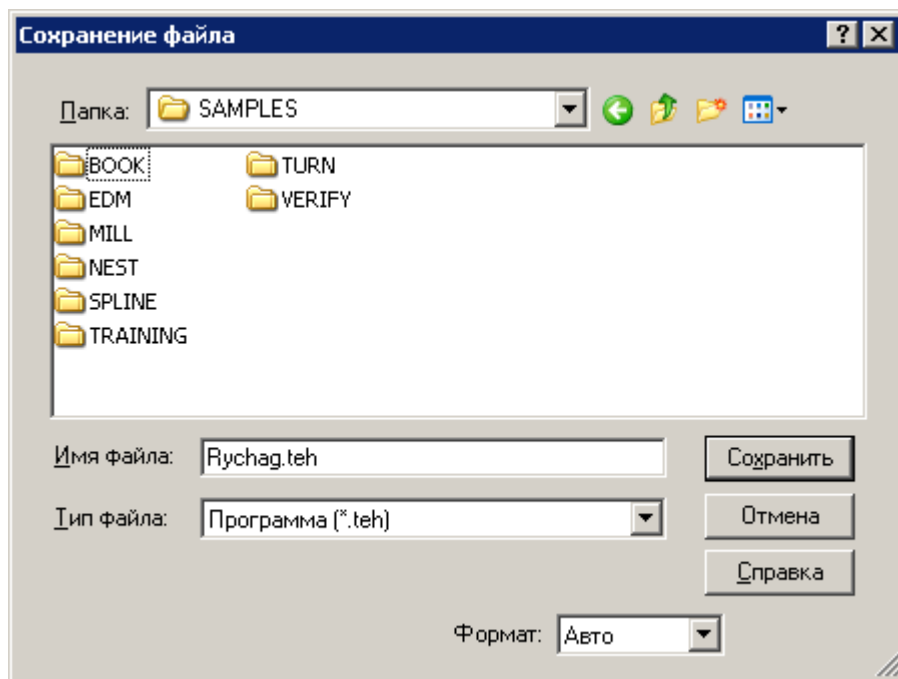 Сохранение файла
Папка: SAMPLES
BOOK TURN
EDM VERIFY
MILL
NEST
SPLINE
TRAINING
Имя файла: Rychag.teh Сохранить
Тип файла: Программа (*.teh) Отмена
Справка
Формат: Авто